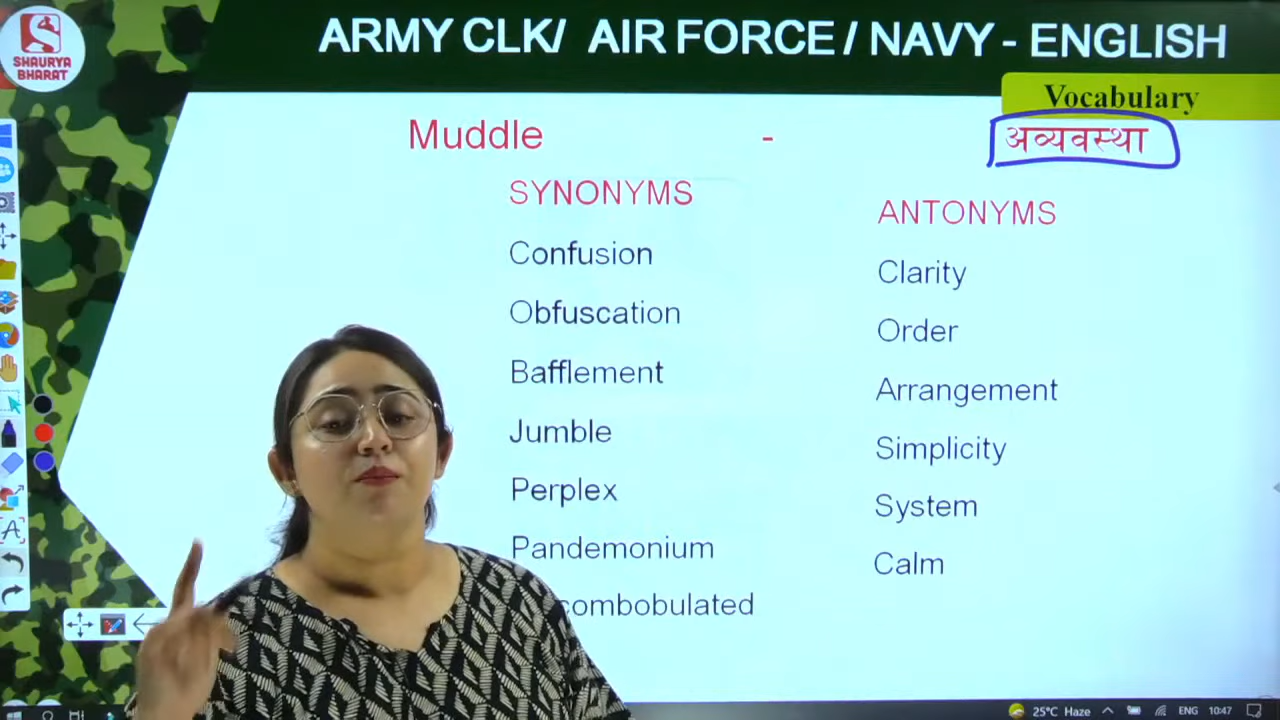 SHAURYA
BHARAT
ARMY CLK/ AIR FORCE / NAVY - ENGLISH
Vocabulary
Muddle - अव्यवस्था
SYNONYMS
Confusion
Obfuscation
Bafflement
Jumble
Perplex
Pandemonium
combobulated
ANTONYMS
Clarity
Order
Arrangement
Simplicity
System
Calm
25°C Haze
ENG
10:47